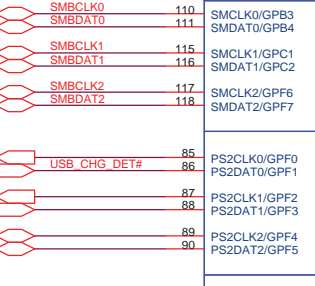 SMBCLK0 110 SMCLK0/GPB3
SMBDAT0 111 SMDAT0/GPB4
SMBCLK1 115 SMCLK1/GPC1
SMBDAT1 116 SMDAT1/GPC2
SMBCLK2 117 SMCLK2/GPF6
SMBDAT2 118 SMDAT2/GPF7
85 PS2CLK0/GPF0
USB_CHG_DET# 86 PS2DAT0/GPF1
87 PS2CLK1/GPF2
88 PS2DAT1/GPF3
89 PS2CLK2/GPF4
90 PS2DAT2/GPF5